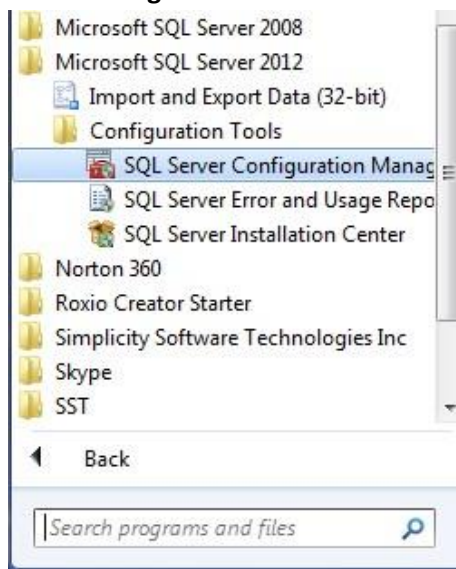 Microsoft SQL Server 2008
Microsoft SQL Server 2012
Import and Export Data (32-bit)
Configuration Tools
SQL Server Configuration Manag
SQL Server Error and Usage Repo
SQL Server Installation Center
Norton 360
Roxio Creator Starter
Simplicity Software Technologies Inc
Skype
SST
Back
Search programs and files